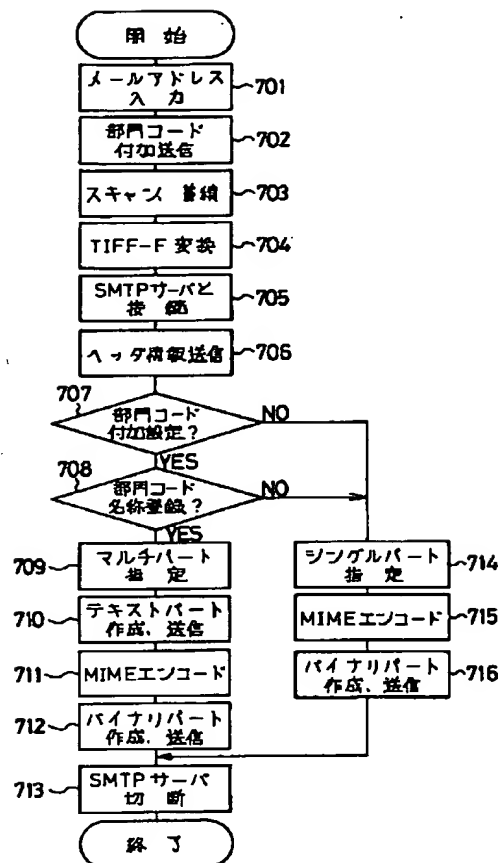 開始
メールアドレス
入力
701
部門コード
付加送信
702
スキャン、蓄積
703
TIFF-F 変換
704
SMTPサーバと
接続
705
ヘッダ情報送信
706
707
部門コード
付加設定?
NO
YES
708
部門コード
名称登録?
NO
YES
709
マルチパート
指定
710
テキストパート
作成、送信
711
MIMEエンコード
712
バイナリパート
作成、送信
シングルパート
指定
714
MIMEエンコード
715
バイナリパート
作成、送信
716
713
SMTPサーバ
切断
終了